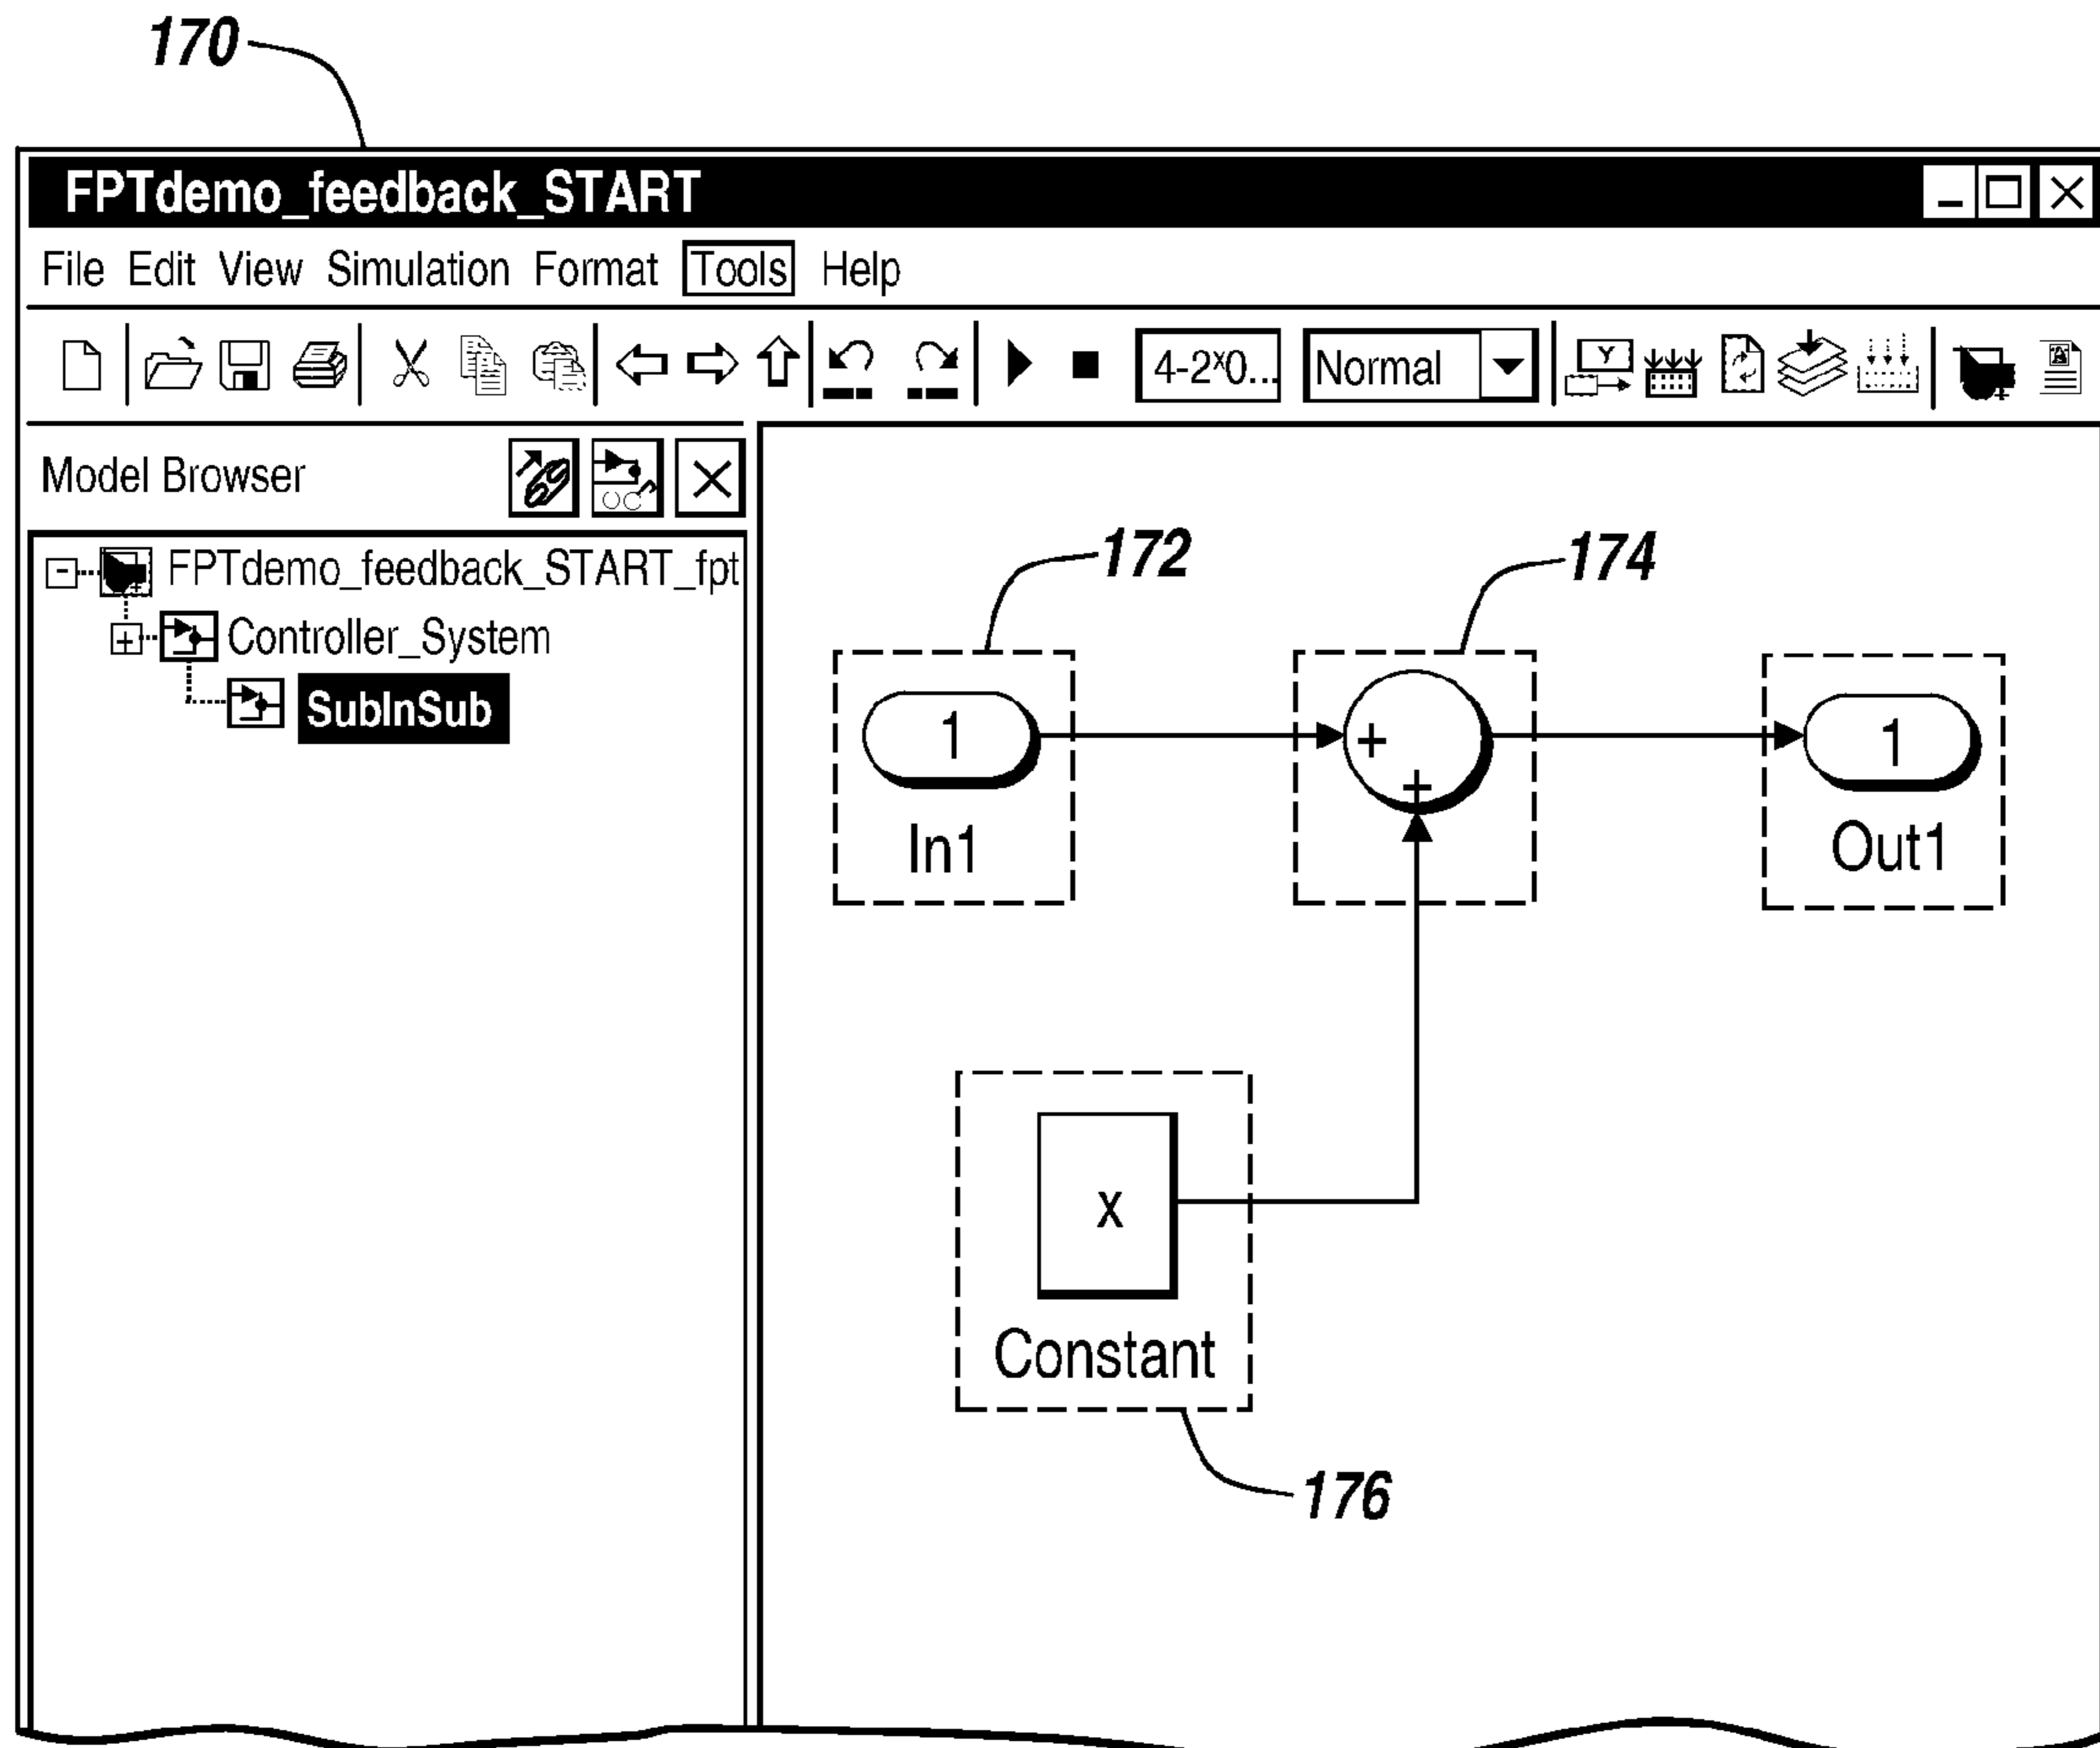 170
FPTdemo_feedback_START
File Edit View Simulation Format Tools Help
4-2x0... Normal
Y
A
Model Browser
FPTdemo_feedback_START_fpt
Controller_System
SubInSub
172
174
1
+
+
1
In1
Out1
x
Constant
176